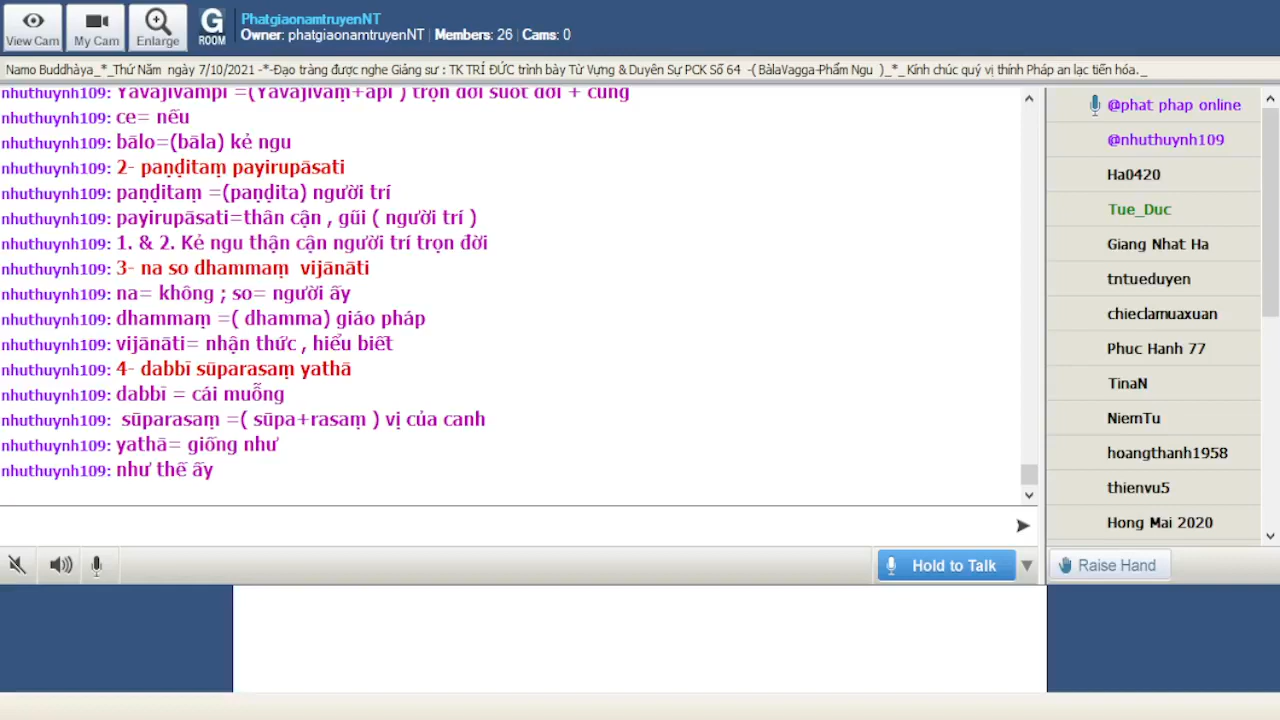 View Cam
My Cam
Enlarge
G
ROOM
PhatgiaonamtruyenNT
Owner: phatgiaonamtruyenNT | Members: 26 | Cams: 0
Namo Buddhàya_*_Thứ Năm ngày 7/10/2021 -*-Đạo tràng được nghe Giảng sư : TK TRÍ ĐỨC trình bày Từ Vựng & Duyên Sự PCK Số 64 -( BàlaVagga-Phẩm Ngu )_*_ Kính chúc quý vị thính Pháp an lạc tiến hóa._
nhuthuynh109: Yāvajīvampi =(Yāvajīvaṃ+api ) trọn đời suốt đời + cũng
nhuthuynh109: ce= nếu
nhuthuynh109: bālo=(bāla) kẻ ngu
nhuthuynh109: 2- paṇḍitaṃ payirupāsati
nhuthuynh109: paṇḍitaṃ =(paṇḍita) người trí
nhuthuynh109: payirupāsati=thân cận , gũi ( người trí )
nhuthuynh109: 1. & 2. Kẻ ngu thận cận người trí trọn đời
nhuthuynh109: 3- na so dhammaṃ vijānāti
nhuthuynh109: na= không ; so= người ấy
nhuthuynh109: dhammaṃ =( dhamma) giáo pháp
nhuthuynh109: vijānāti= nhận thức , hiểu biết
nhuthuynh109: 4- dabbī sūparasaṃ yathā
nhuthuynh109: dabbī = cái muỗng
nhuthuynh109: sūparasaṃ =( sūpa+rasaṃ ) vị của canh
nhuthuynh109: yathā= giống như
nhuthuynh109: như thế ấy
@phat phap online
@nhuthuynh109
Ha0420
Tue_Duc
Giang Nhat Ha
tntueduyen
chieclamuaxuan
Phuc Hanh 77
TinaN
NiemTu
hoangthanh1958
thienvu5
Hong Mai 2020
Hold to Talk
Raise Hand